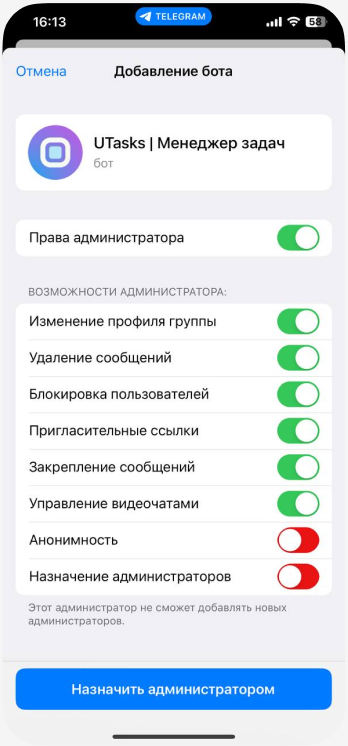 16:13
TELEGRAM
58
Отмена
Добавление бота
UTasks | Менеджер задач
бот
Права администратора
ВОЗМОЖНОСТИ АДМИНИСТРАТОРА:
Изменение профиля группы
Удаление сообщений
Блокировка пользователей
Пригласительные ссылки
Закрепление сообщений
Управление видеочатами
Анонимность
Назначение администраторов
Этот администратор не сможет добавлять новых
администраторов.
Назначить администратором